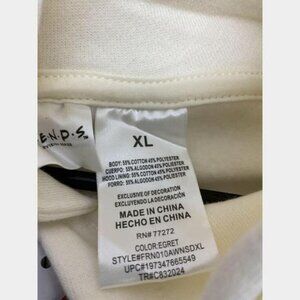 E·N·D·S
XL
BODY: 55% COTTON 45% POLYESTER
CUERPO: 55% ALGODON 45% POLIESTER
HOOD LINING: 55% COTTON 45% POLYESTER
FORRO: 55% ALGODON 45% POLIESTER
EXCLUSIVE OF DECORATION
EXCLUYENDO LA DECORACIÓN
MADE IN CHINA
HECHO EN CHINA
RN# 77272
COLOR:EGRET
STYLE#FRN010AWNSDXL
UPC#197347665549
TR#C832024